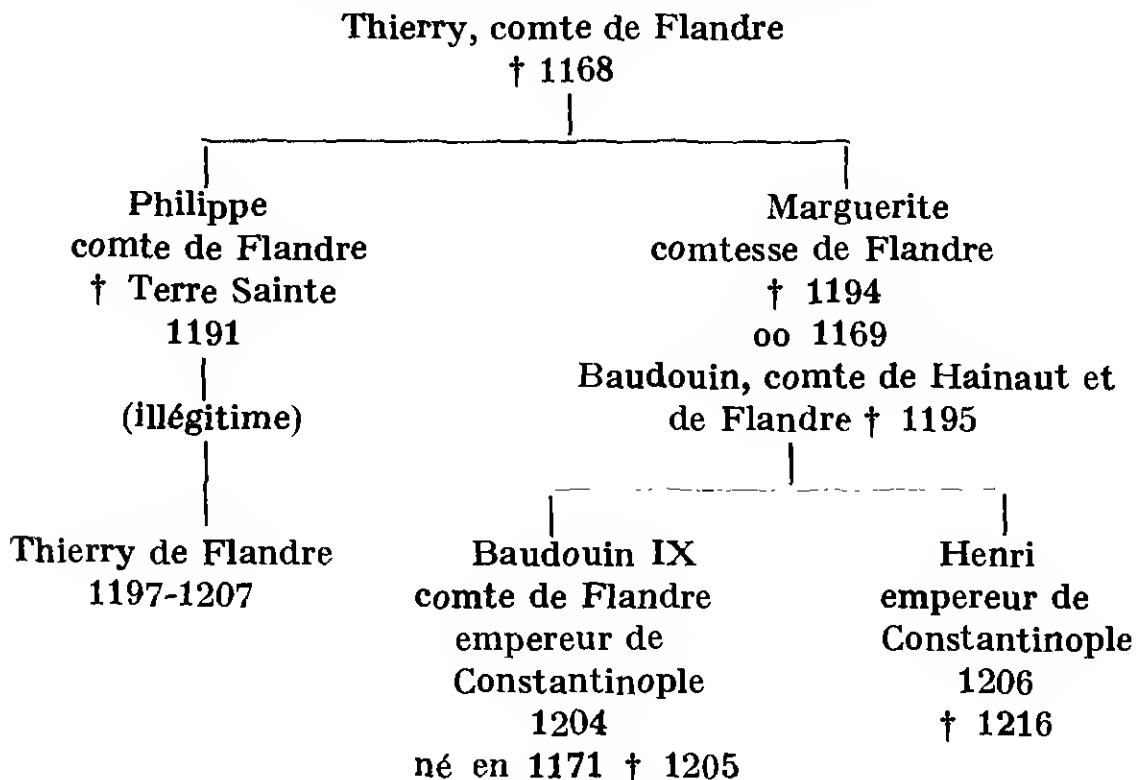 Thierry, comte de Flandre
† 1168
Philippe
comte de Flandre
† Terre Sainte
1191
(illégitime)
Thierry de Flandre
1197-1207
Marguerite
comtesse de Flandre
† 1194
oo 1169
Baudouin, comte de Hainaut et
de Flandre † 1195
Baudouin IX
comte de Flandre
empereur de
Constantinople
1204
né en 1171 † 1205
Henri
empereur de
Constantinople
1206
† 1216